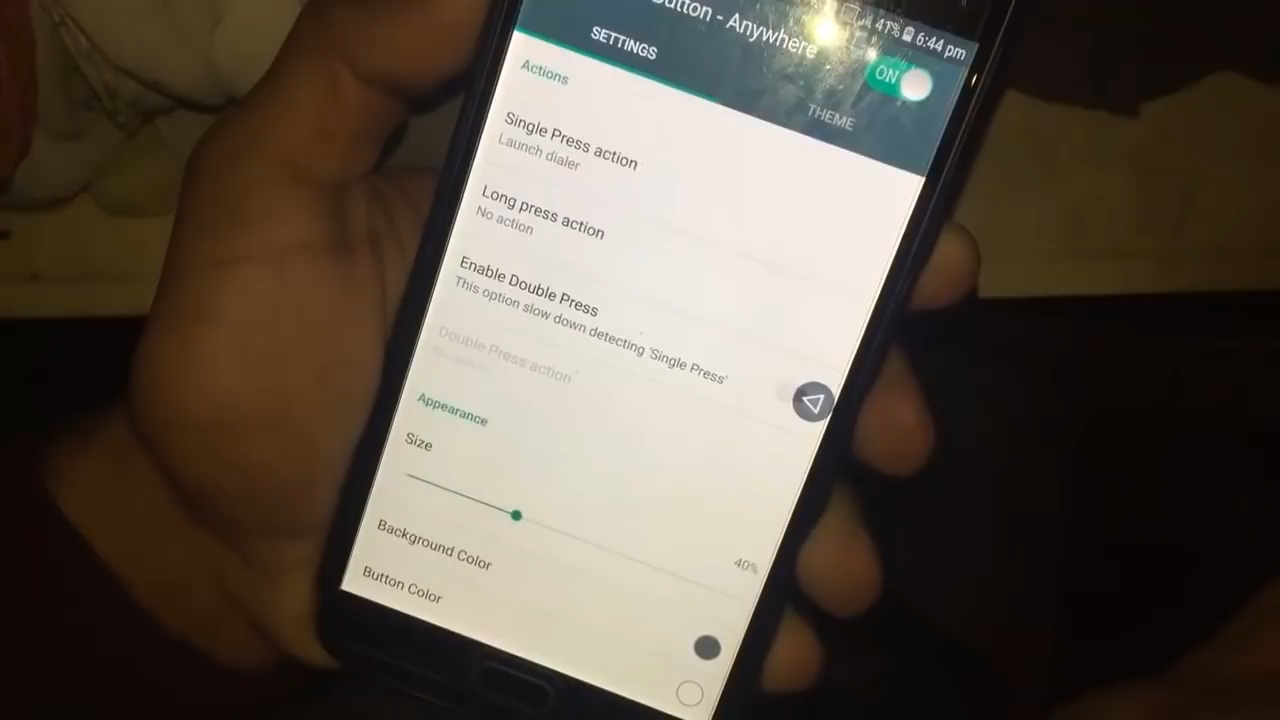 41% 6:44 pm
Button - Anywhere
ON
SETTINGS
THEME
Actions
Single Press action
Launch dialer
Long press action
No action
Enable Double Press
This option slow down detecting 'Single Press'
Double Press action
Appearance
Size
40%
Background Color
Button Color